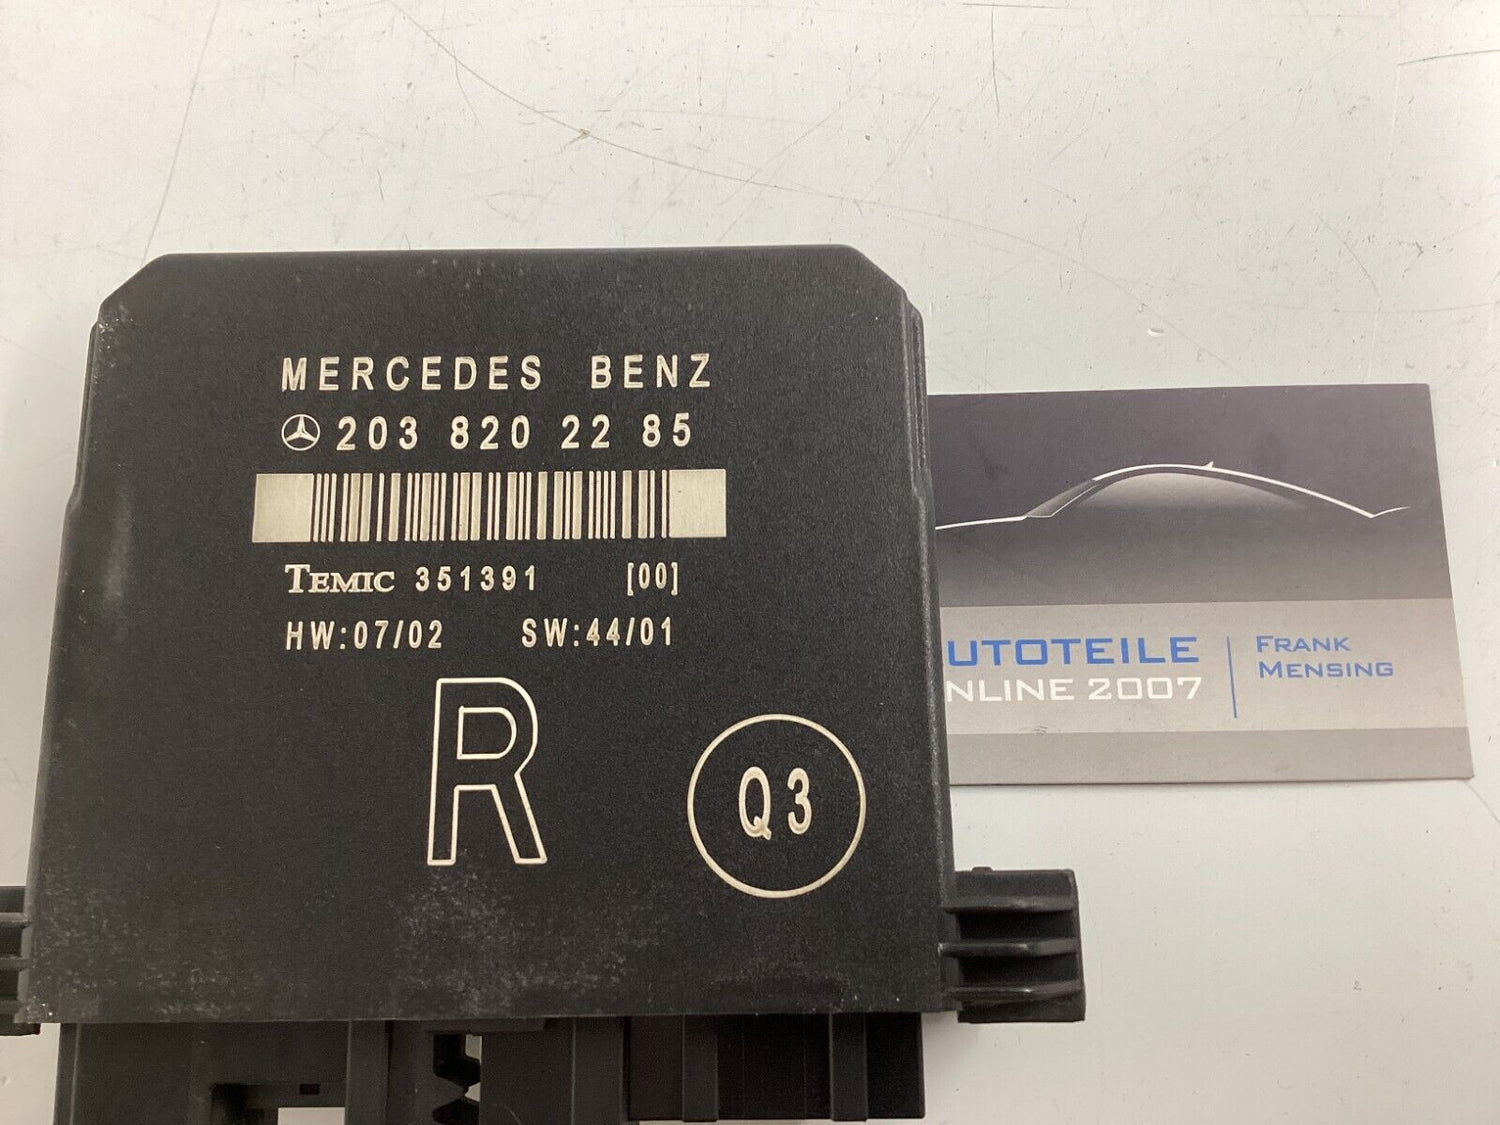 MERCEDES BENZ
203 820 22 85
TEMIC 351391 [00]
HW:07/02 SW:44/01
R
Q3
UTOTEILE
NLINE 2007
FRANK
MENSING